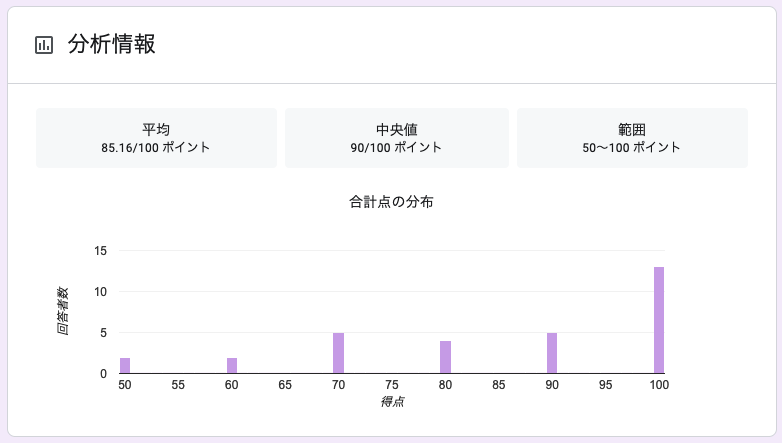 分析情報
平均
85.16/100 ポイント
中央値
90/100 ポイント
範囲
50～100 ポイント
合計点の分布
回答者数
15
10
5
0
50 55 60 65 70 75 80 85 90 95 100
得点